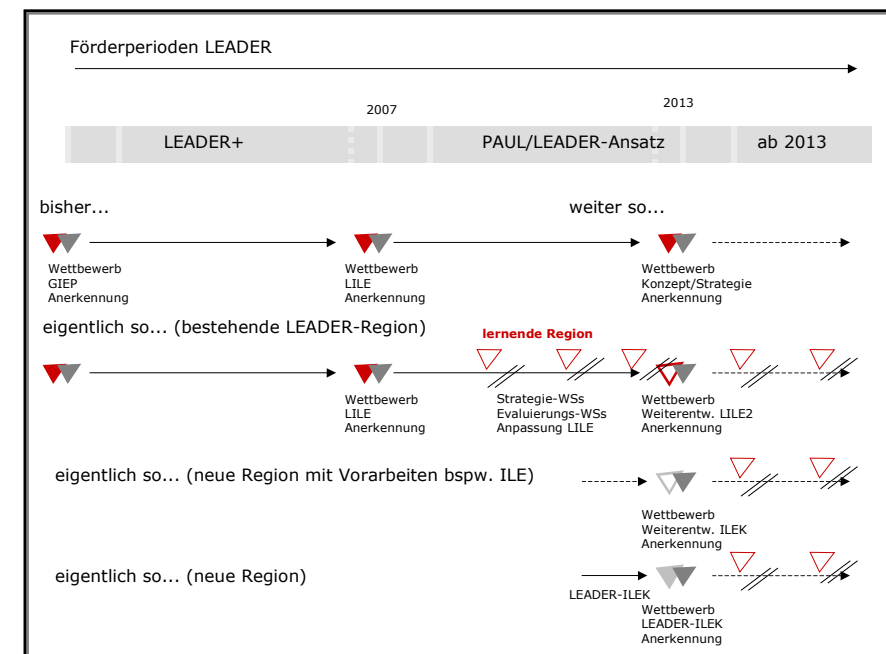 Förderperioden LEADER
2007
2013
LEADER+
PAUL/LEADER-Ansatz
ab 2013
bisher...
weiter so...
Wettbewerb
GIEP
Anerkennung
Wettbewerb
LILE
Anerkennung
Wettbewerb
Konzept/Strategie
Anerkennung
eigentlich so... (bestehende LEADER-Region)
lernende Region
Wettbewerb
LILE
Anerkennung
Strategie-WSs
Evaluierungs-WSs
Anpassung LILE
Wettbewerb
Weiterentw. LILE2
Anerkennung
eigentlich so... (neue Region mit Vorarbeiten bspw. ILE)
Wettbewerb
Weiterentw. ILEK
Anerkennung
eigentlich so... (neue Region)
LEADER-ILEK
Wettbewerb
LEADER-ILEK
Anerkennung